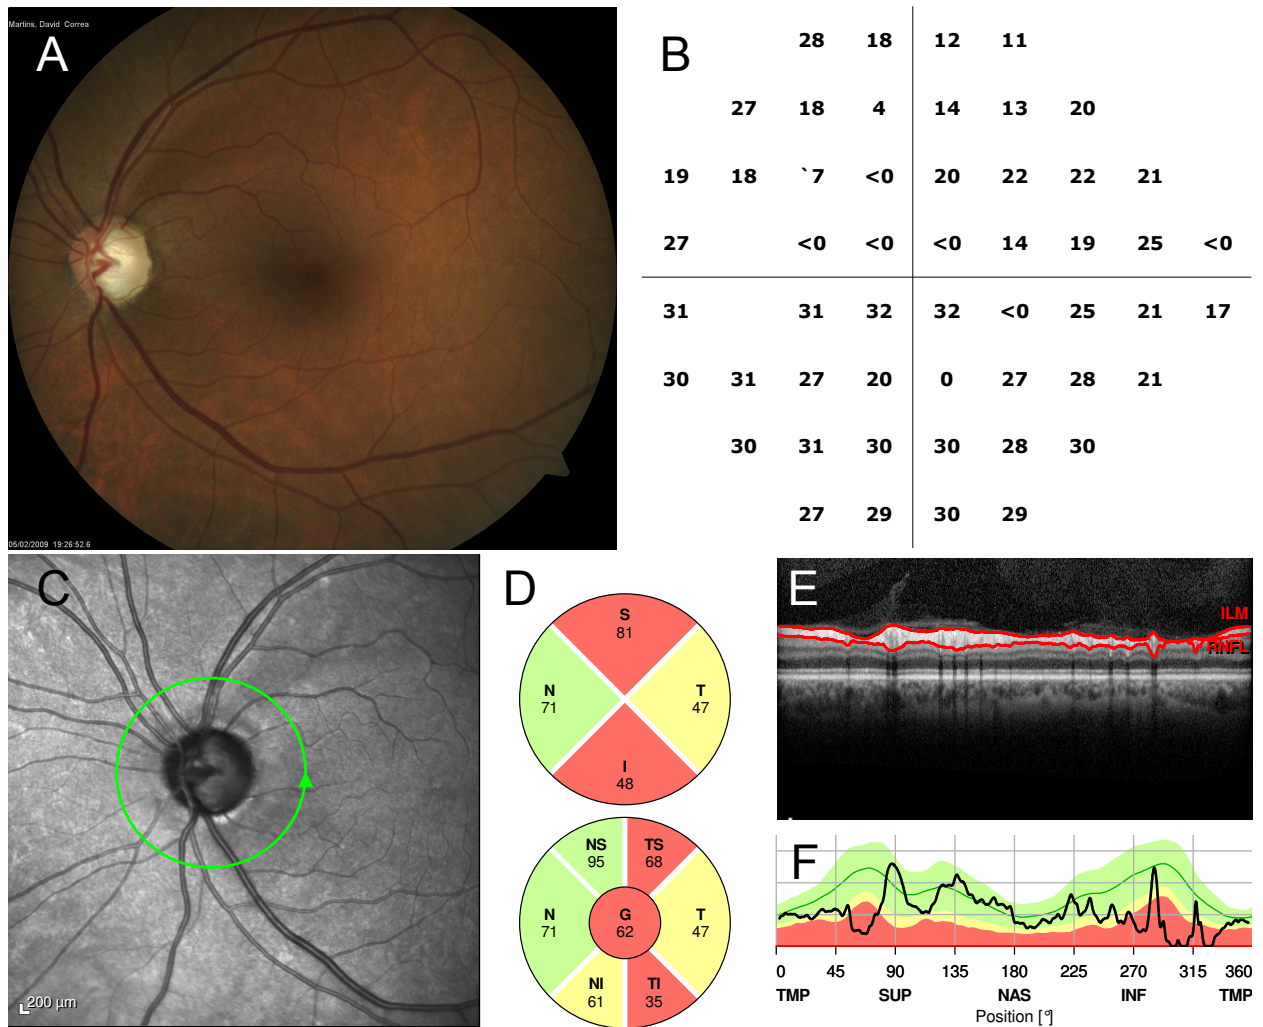 Martins, David Correa
A
05/02/2009 19:26:52.6
B
28 18 12 11
27 18 4 14 13 20
19 18 `7 <0 20 22 22 21
27 <0 <0 <0 14 19 25 <0
31 31 32 32 <0 25 21 17
30 31 27 20 0 27 28 21
30 31 30 30 28 30
27 29 30 29
C
200 µm
D
S
81
N
71
T
47
I
48
NS
95
TS
68
N
71
G
62
T
47
NI
61
TI
35
E
ILM
RNFL
F
0 45 90 135 180 225 270 315 360
TMP SUP NAS INF TMP
Position [°]